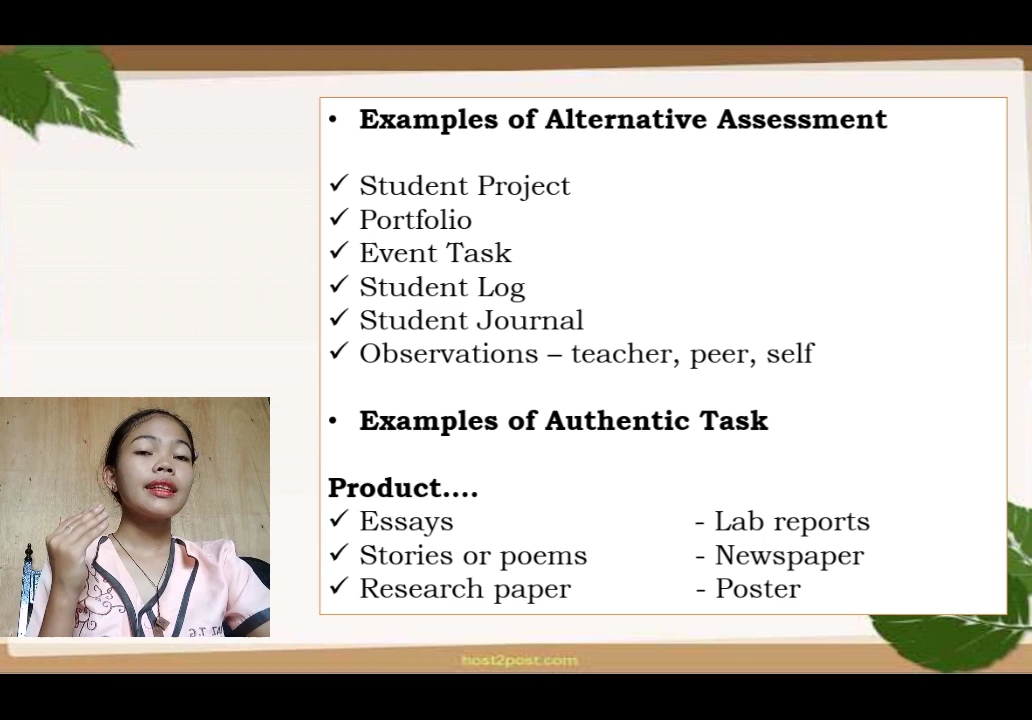 • Examples of Alternative Assessment
✓ Student Project
✓ Portfolio
✓ Event Task
✓ Student Log
✓ Student Journal
✓ Observations – teacher, peer, self
• Examples of Authentic Task
Product....
✓ Essays - Lab reports
✓ Stories or poems - Newspaper
✓ Research paper - Poster
host2post.com